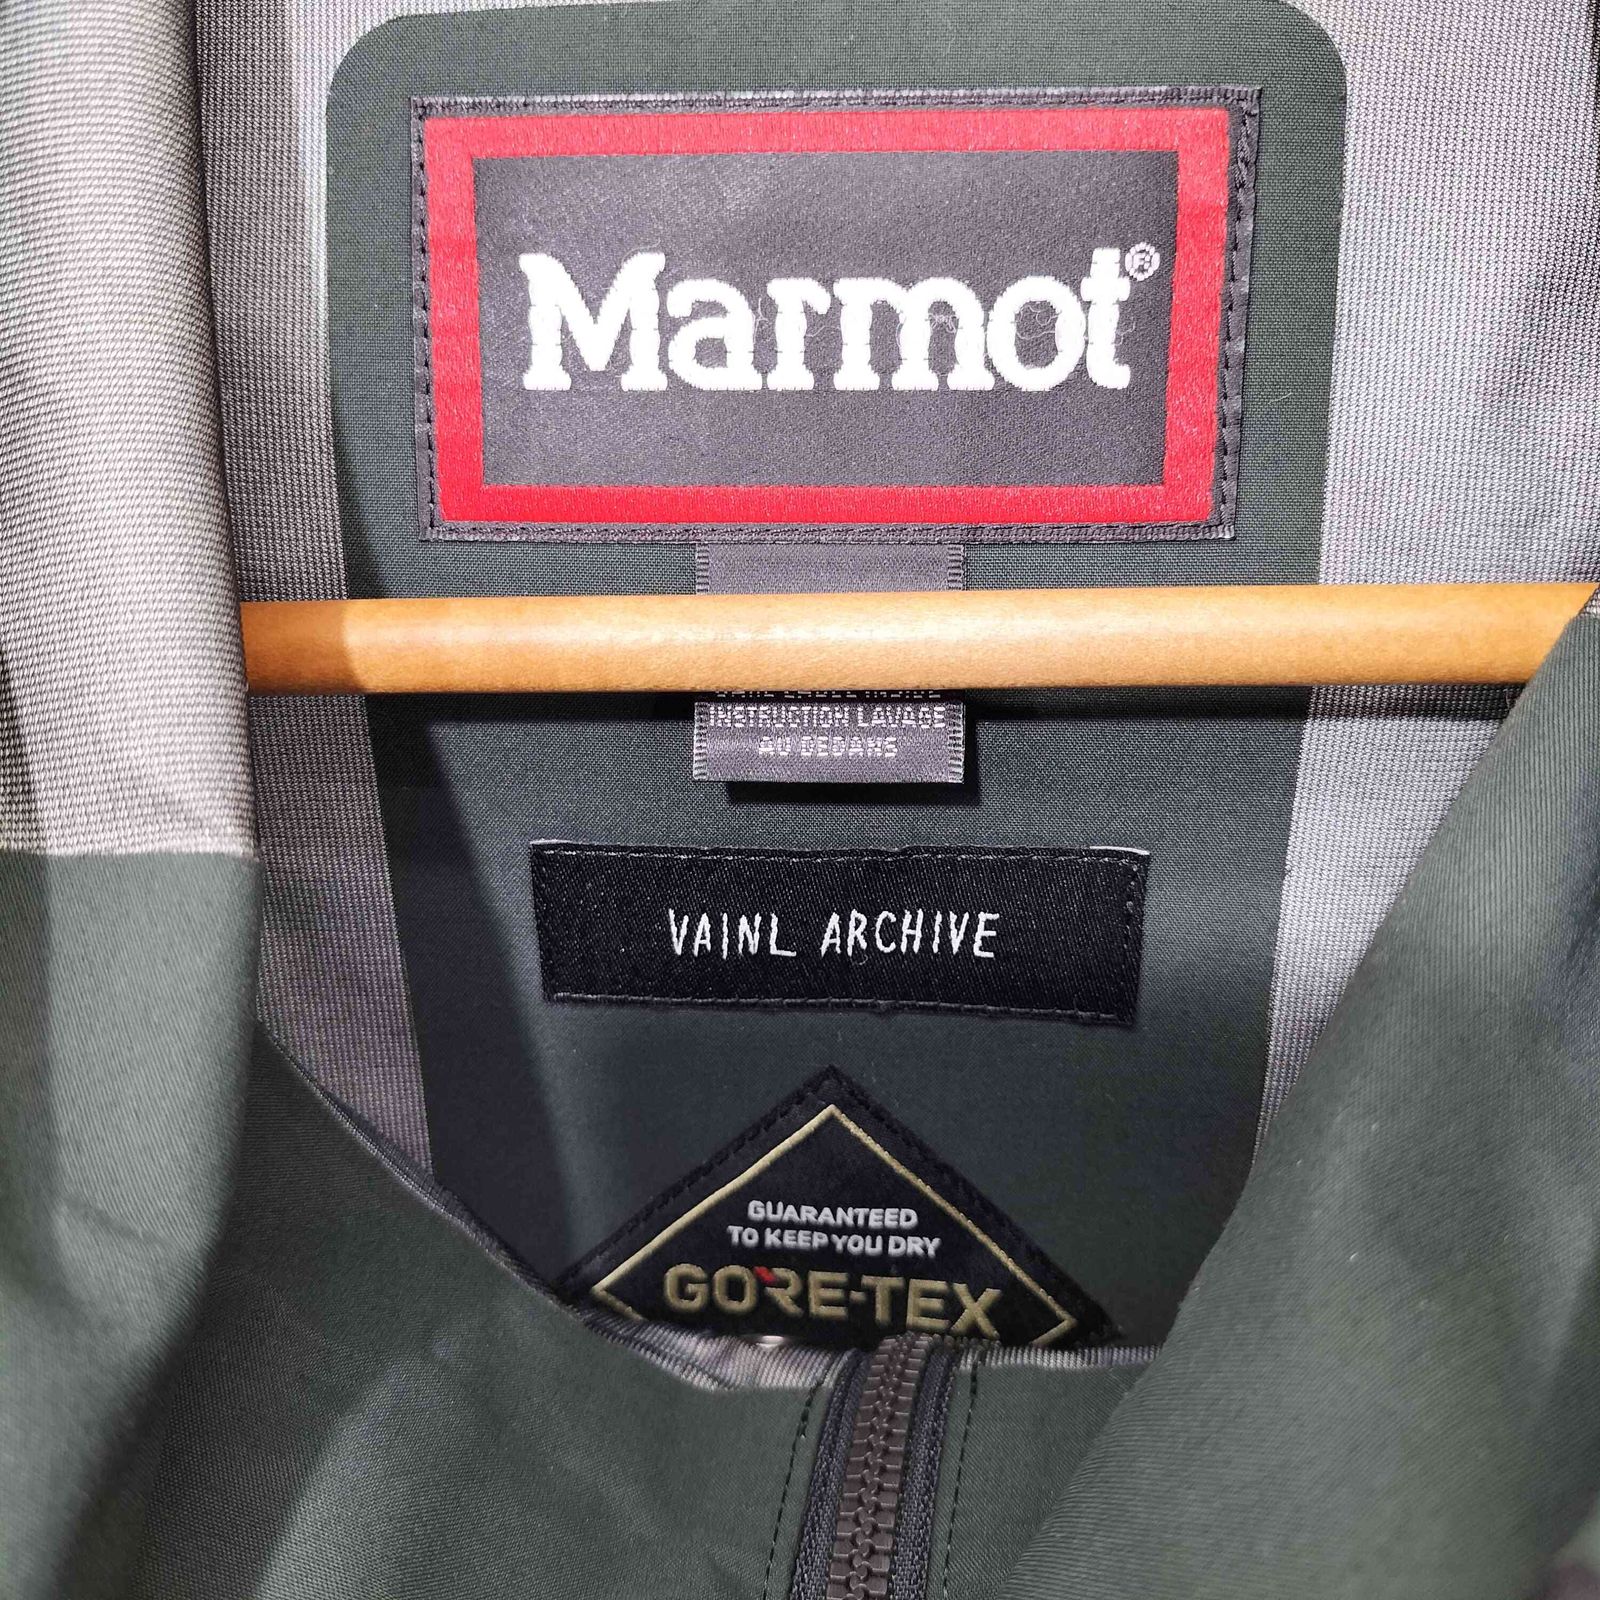 Marmot®
INSTRUCTION LAVAGE
AU DEDANS
VAINL ARCHIVE
GUARANTEED
TO KEEP YOU DRY
GORE-TEX